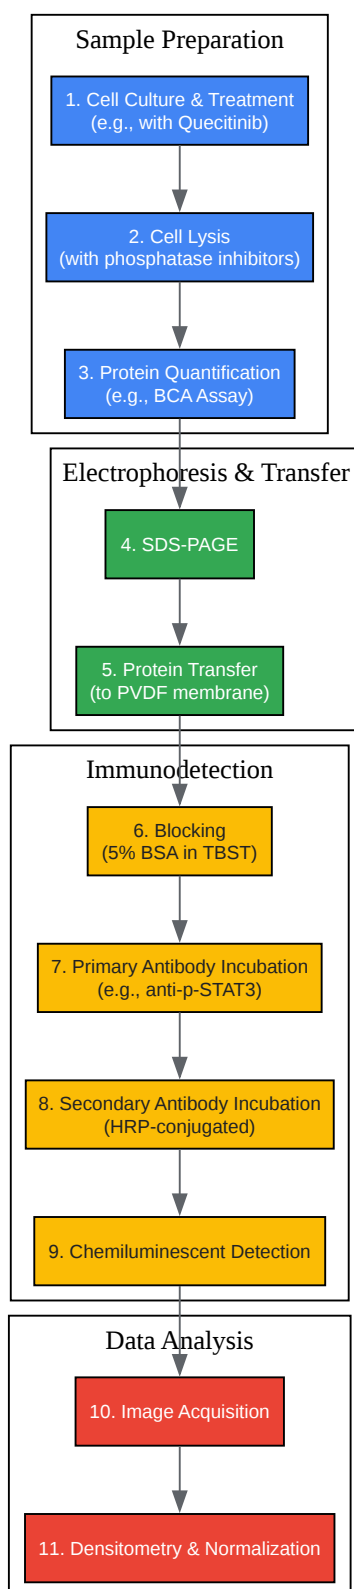 Sample Preparation
1. Cell Culture & Treatment
(e.g., with Quecitinib)
2. Cell Lysis
(with phosphatase inhibitors)
3. Protein Quantification
(e.g., BCA Assay)
Electrophoresis & Transfer
4. SDS-PAGE
5. Protein Transfer
(to PVDF membrane)
Immunodetection
6. Blocking
(5% BSA in TBST)
7. Primary Antibody Incubation
(e.g., anti-p-STAT3)
8. Secondary Antibody Incubation
(HRP-conjugated)
9. Chemiluminescent Detection
Data Analysis
10. Image Acquisition
11. Densitometry & Normalization